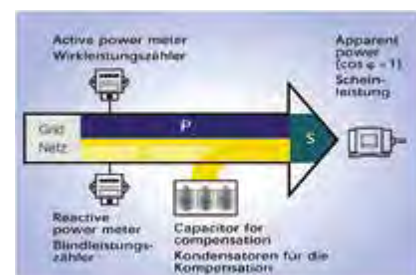 Active power meter
Wirkleistungszähler
Apparent
power
(cos φ = 1)
Schein-
leistung
Grid
Netz
P
S
Reactive
power meter
Blindleistungs-
zähler
Capacitor for
compensation
Kondensatoren für die
Kompensation